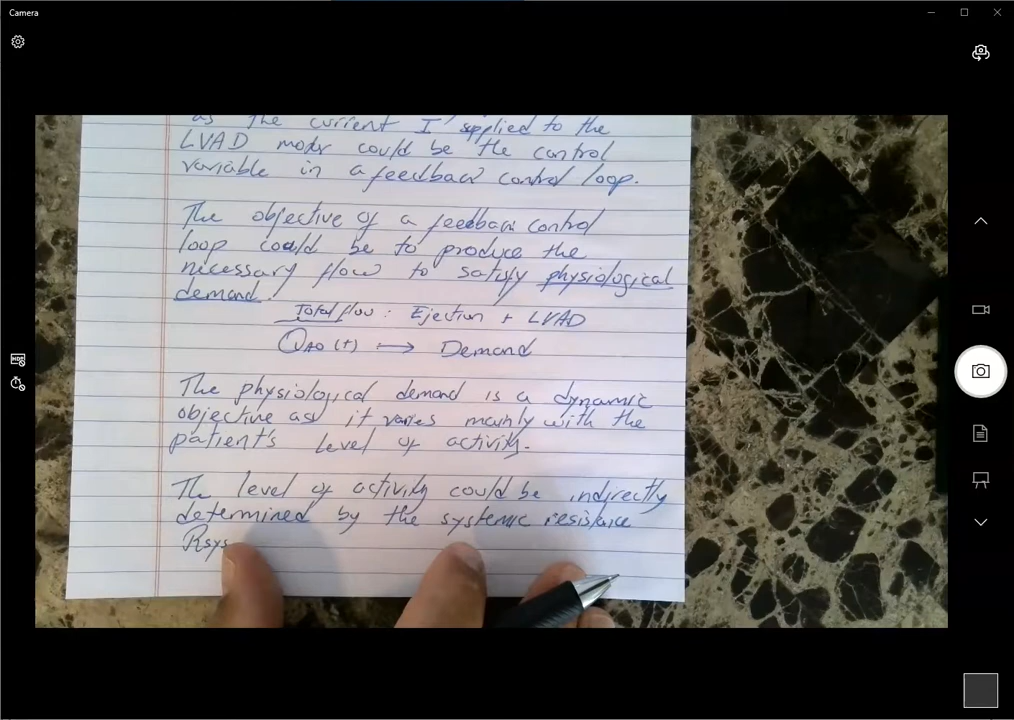 Camera
as the current I supplied to the
LVAD motor could be the control
variable in a feedback control loop.
The objective of a feedback control
loop could be to produce the
necessary flow to satisfy physiological
demand.
Total flow: Ejection + LVAD
QAO (t) → Demand
The physiological demand is a dynamic
objective as it varies mainly with the
patient's level of activity.
The level of activity could be indirectly
determined by the systemic resistance
Rsys